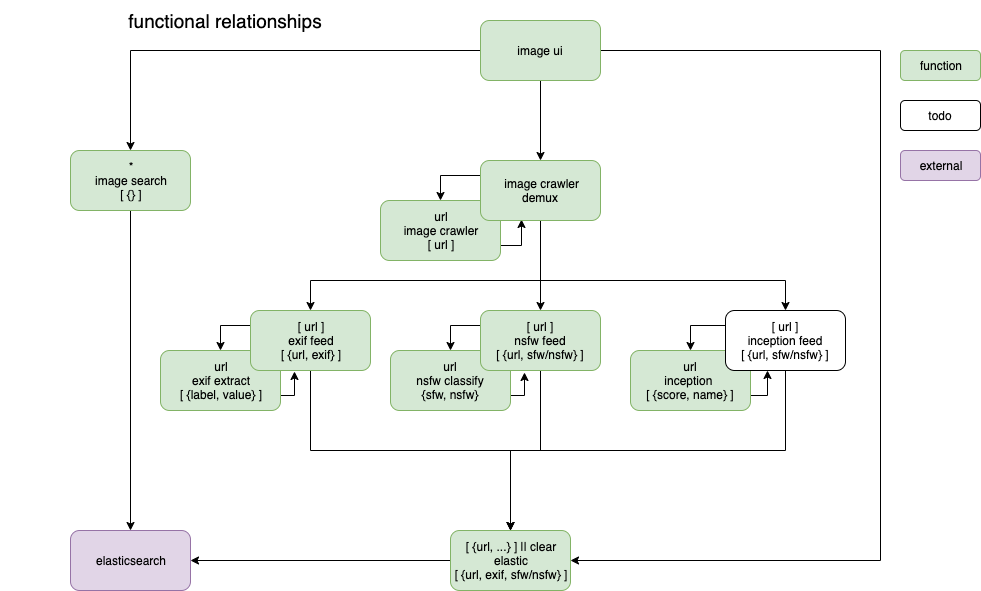 functional relationships
image ui
function
todo
external
*
image search
[ {} ]
image crawler
demux
url
image crawler
[ url ]
[ url ]
exif feed
[ {url, exif} ]
url
exif extract
[ {label, value} ]
[ url ]
nsfw feed
[ {url, sfw/nsfw} ]
url
nsfw classify
{sfw, nsfw}
[ url ]
inception feed
[ {url, sfw/nsfw} ]
url
inception
[ {score, name} ]
elasticsearch
[ {url, ...} ] || clear
elastic
[ {url, exif, sfw/nsfw} ]